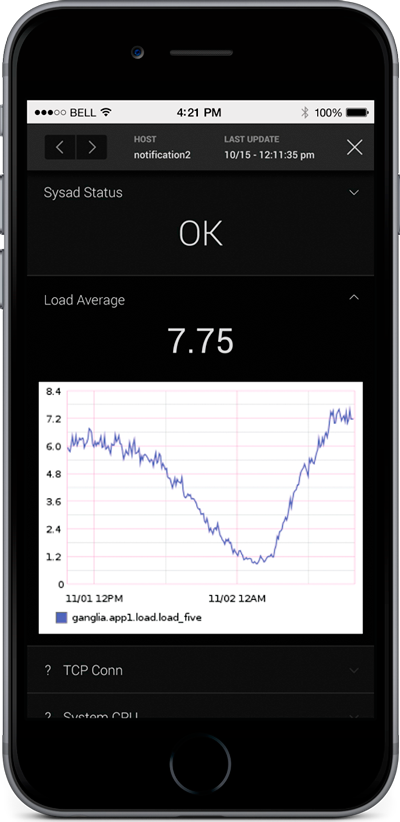 BELL 4:21 PM 100%
HOST LAST UPDATE
notification2 10/15 - 12:11:35 pm
Sysad Status
OK
Load Average
7.75
8.4
7.2
6.0
4.8
3.6
2.4
1.2
0
11/01 12PM 11/02 12AM
ganglia.app1.load.load_five
? TCP Conn
? System CPU